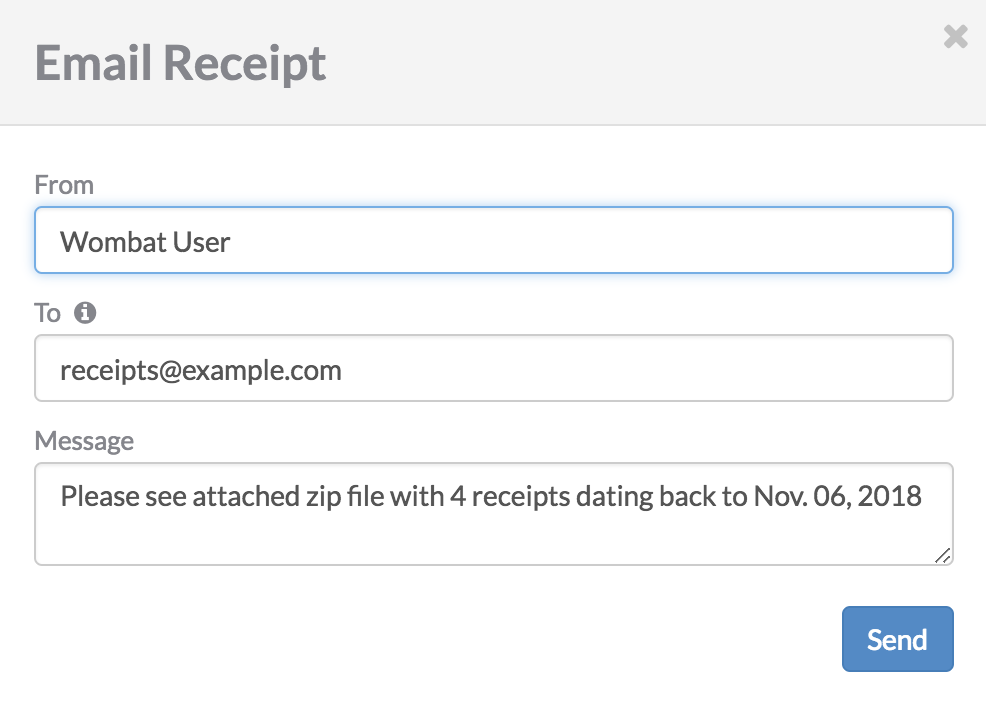 Email Receipt
From
Wombat User
To
receipts@example.com
Message
Please see attached zip file with 4 receipts dating back to Nov. 06, 2018
Send